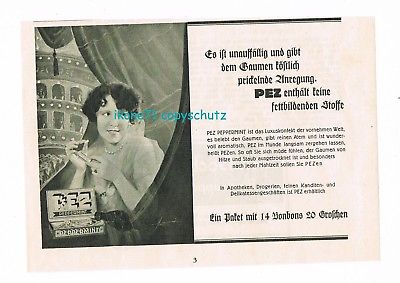 Es ist unauffällig und gibt
dem Gaumen köstlich
prickelnde Anregung.
PEZ enthält keine
fettbildenden Stoffe
PEZ PEPPERMINT ist das Luxuskonfekt der vornehmen Welt,
es belebt den Gaumen, gibt reinen Atem und ist wunder-
voll aromatisch. PEZ im Munde langsam zergehen lassen,
heißt PEZen. So oft Sie sich müde fühlen, der Gaumen von
Hitze und Staub ausgetrocknet ist und besonders
nach jeder Mahlzeit sollen Sie PEZen
In Apotheken, Drogerien, feinen Kanditen- und
Delikatessengeschäften ist PEZ erhältlich
Ein Paket mit 14 Bonbons 20 Groschen
PEZ
PEPPERMINT
3
copyschutz